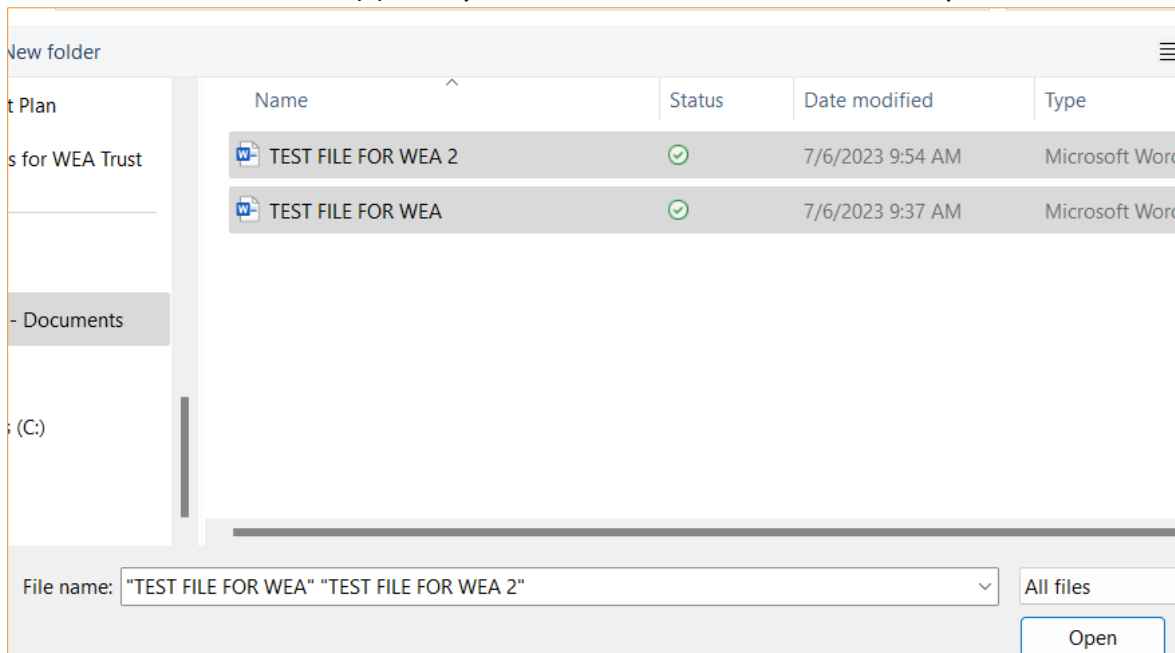 New folder
t Plan
Name Status Date modified Type
s for WEA Trust
TEST FILE FOR WEA 2 7/6/2023 9:54 AM Microsoft Word
TEST FILE FOR WEA 7/6/2023 9:37 AM Microsoft Word
- Documents
(C:)
File name: "TEST FILE FOR WEA" "TEST FILE FOR WEA 2" All files
Open